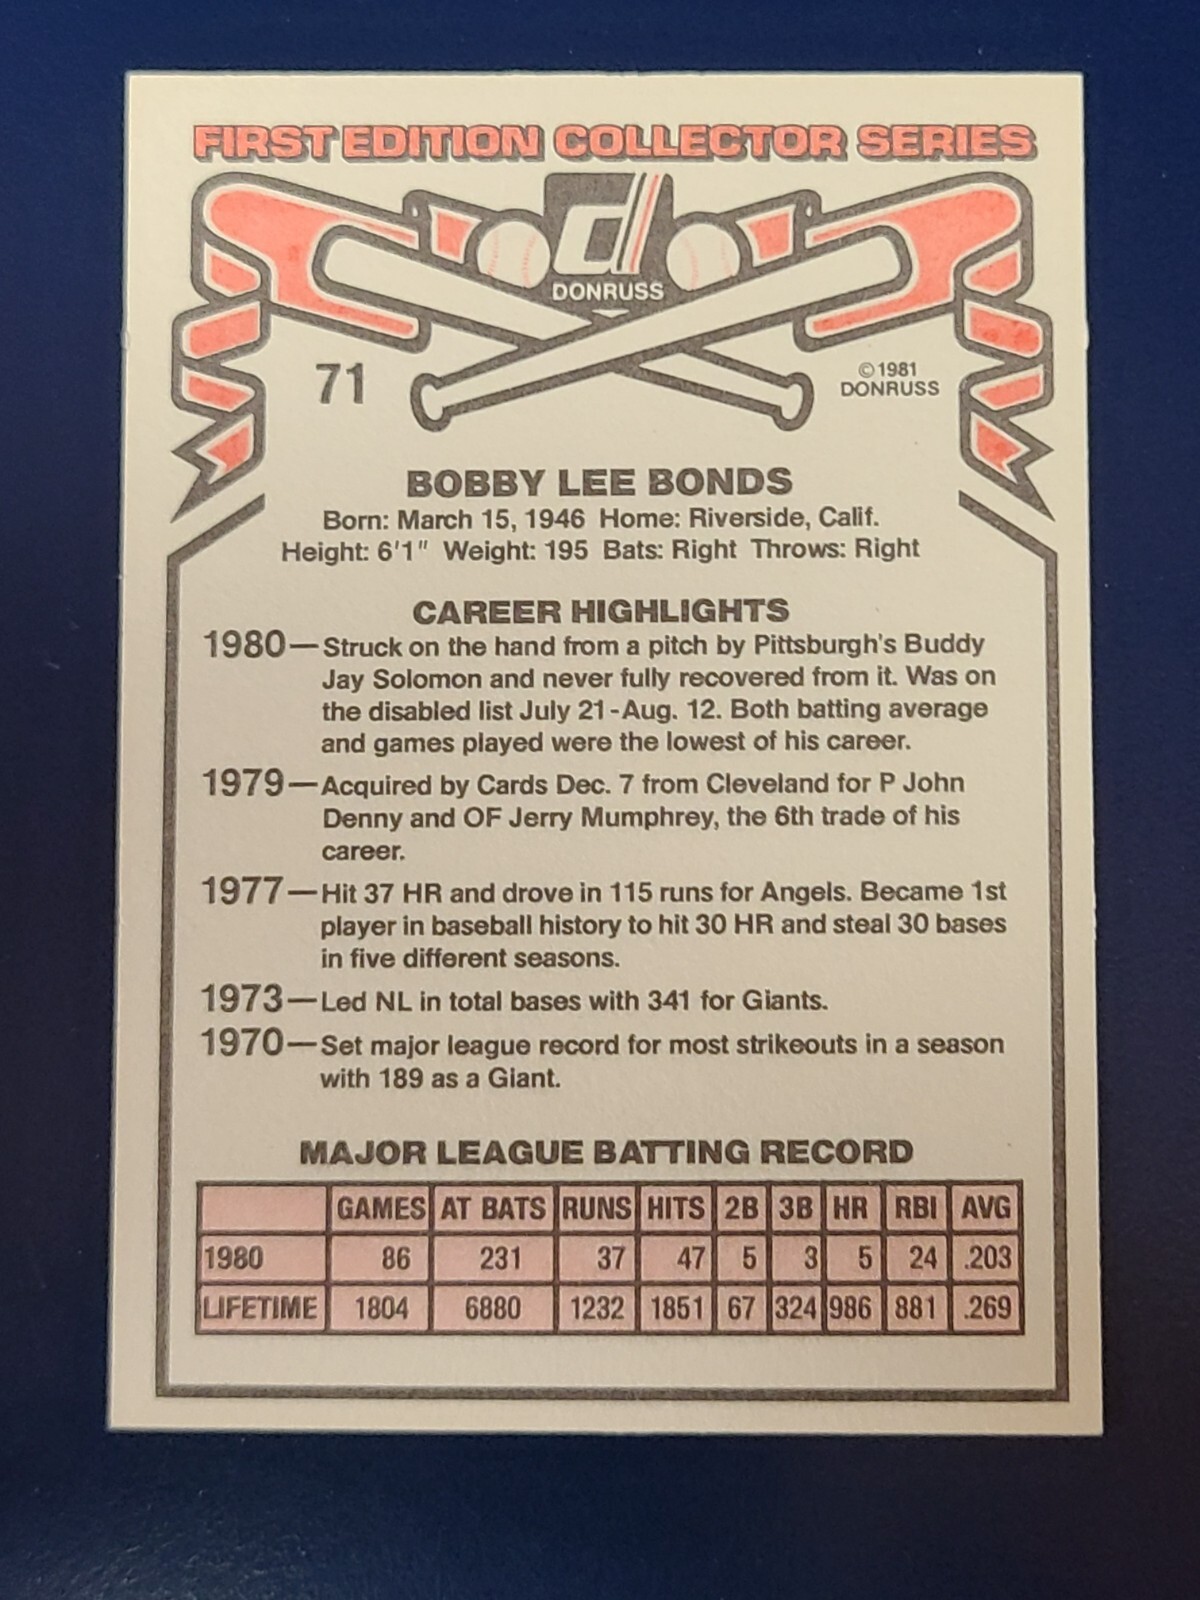 FIRST EDITION COLLECTOR SERIES
d
DONRUSS
71
©1981
DONRUSS
BOBBY LEE BONDS
Born: March 15, 1946 Home: Riverside, Calif.
Height: 6'1" Weight: 195 Bats: Right Throws: Right
CAREER HIGHLIGHTS
1980—Struck on the hand from a pitch by Pittsburgh's Buddy
Jay Solomon and never fully recovered from it. Was on
the disabled list July 21-Aug. 12. Both batting average
and games played were the lowest of his career.
1979—Acquired by Cards Dec. 7 from Cleveland for P John
Denny and OF Jerry Mumphrey, the 6th trade of his
career.
1977—Hit 37 HR and drove in 115 runs for Angels. Became 1st
player in baseball history to hit 30 HR and steal 30 bases
in five different seasons.
1973—Led NL in total bases with 341 for Giants.
1970—Set major league record for most strikeouts in a season
with 189 as a Giant.
MAJOR LEAGUE BATTING RECORD
GAMES AT BATS RUNS HITS 2B 3B HR RBI AVG
1980 86 231 37 47 5 3 5 24 .203
LIFETIME 1804 6880 1232 1851 67 324 986 881 .269